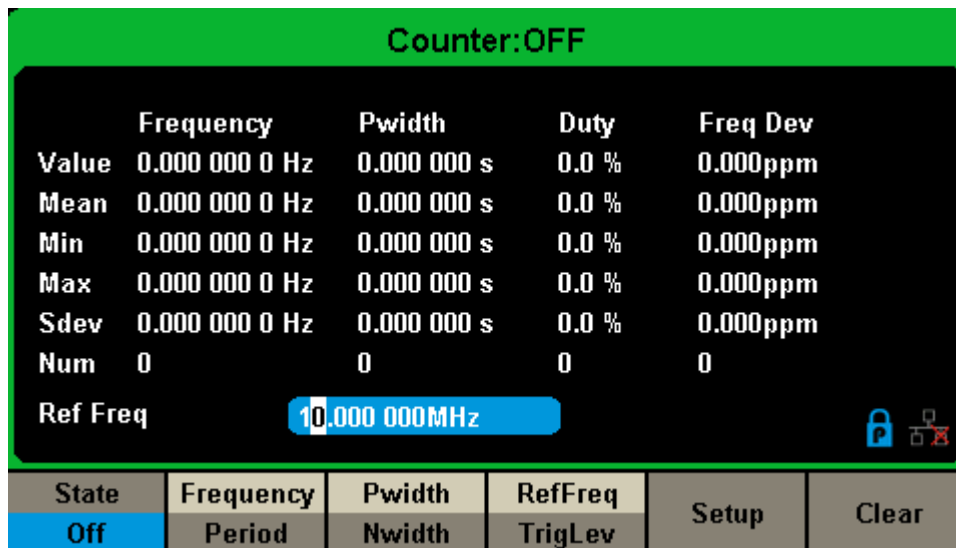 Counter:OFF
Frequency Pwidth Duty Freq Dev
Value 0.000 000 0 Hz 0.000 000 s 0.0 % 0.000ppm
Mean 0.000 000 0 Hz 0.000 000 s 0.0 % 0.000ppm
Min 0.000 000 0 Hz 0.000 000 s 0.0 % 0.000ppm
Max 0.000 000 0 Hz 0.000 000 s 0.0 % 0.000ppm
Sdev 0.000 000 0 Hz 0.000 000 s 0.0 % 0.000ppm
Num 0 0 0 0
Ref Freq 10.000 000MHz
P
State Frequency Pwidth RefFreq Setup Clear
Off Period Nwidth TrigLev